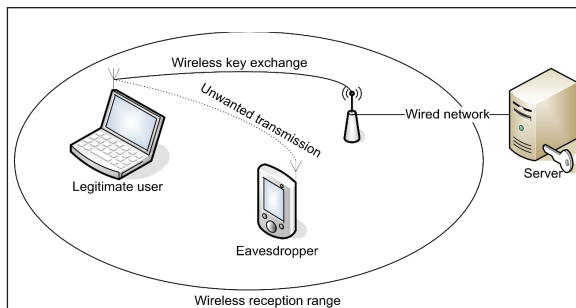 Wireless key exchange
Unwanted transmission
Wired network
Legitimate user
Server
Eavesdropper
Wireless reception range